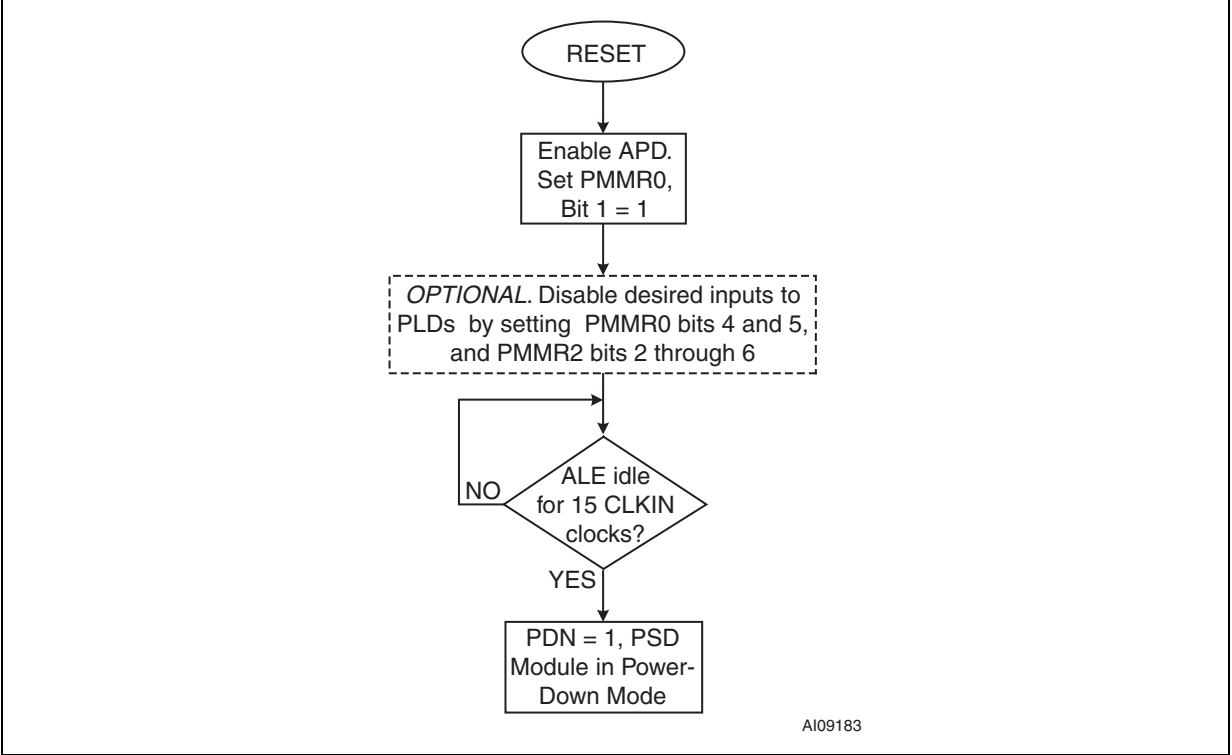 RESET
Enable APD.
Set PMMR0,
Bit 1 = 1
OPTIONAL. Disable desired inputs to
PLDs by setting PMMR0 bits 4 and 5,
and PMMR2 bits 2 through 6
ALE idle
for 15 CLKIN
clocks?
NO
YES
PDN = 1, PSD
Module in Power-
Down Mode
AI09183